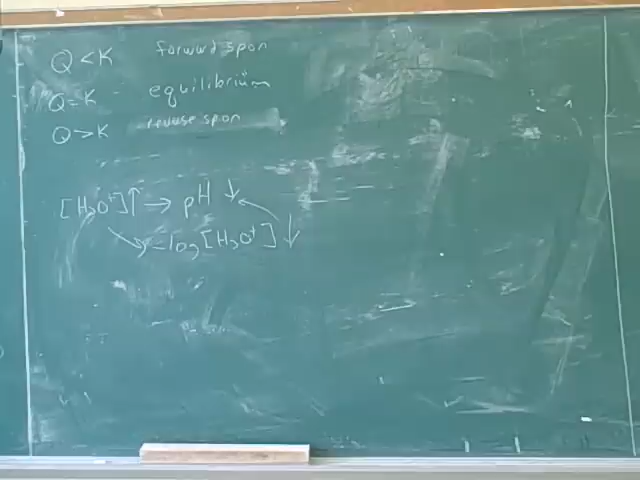 Q < K forward spon
Q = K equilibrium
Q > K reverse spon
[H₃O⁺]↑ → pH ↓
-log[H₃O⁺] ↓